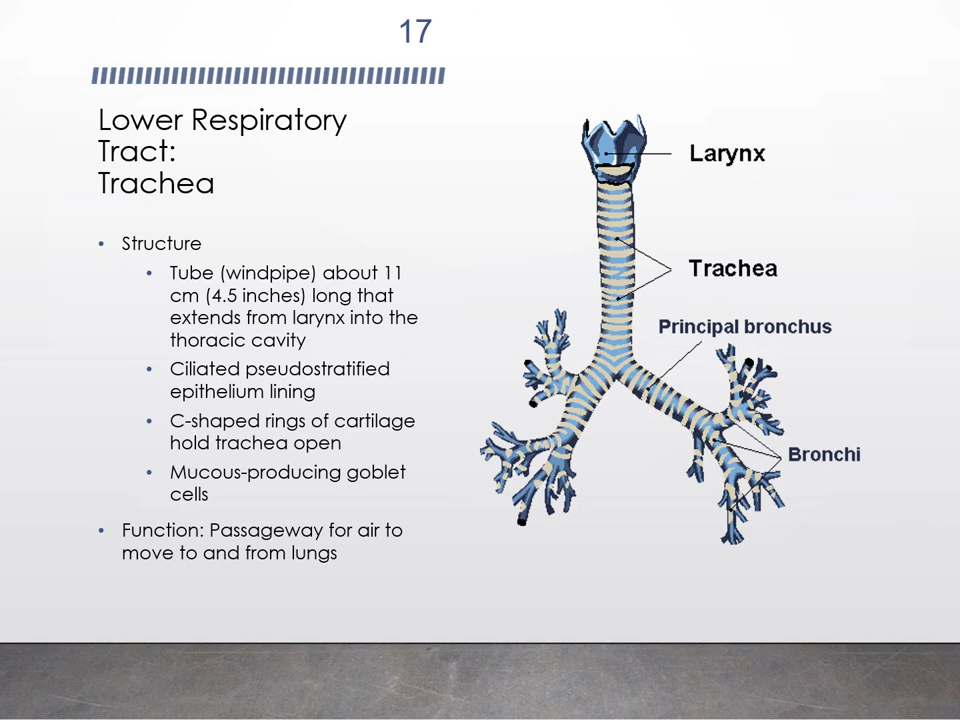 17
Lower Respiratory
Tract:
Trachea
• Structure
• Tube (windpipe) about 11
cm (4.5 inches) long that
extends from larynx into the
thoracic cavity
• Ciliated pseudostratified
epithelium lining
• C-shaped rings of cartilage
hold trachea open
• Mucous-producing goblet
cells
• Function: Passageway for air to
move to and from lungs
Larynx
Trachea
Principal bronchus
Bronchi